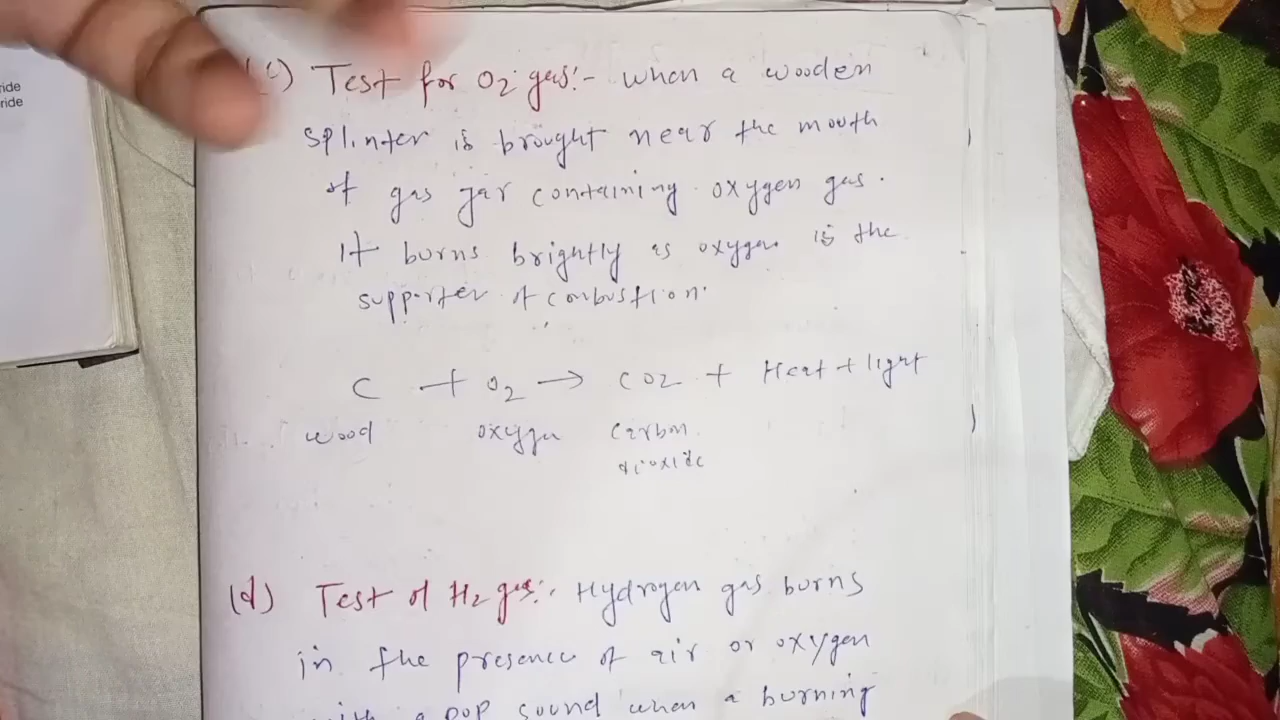 ride
ride
(c) Test for O2 gas:- when a wooden
splinter is brought near the mouth
of gas jar containing oxygen gas.
It burns brightly as oxygen is the
supporter of combustion.
C + O2 → CO2 + Heat + light
wood oxygen carbon
dioxide
(d) Test of H2 gas:- Hydrogen gas burns
in the presence of air or oxygen
with a pop sound when a burning